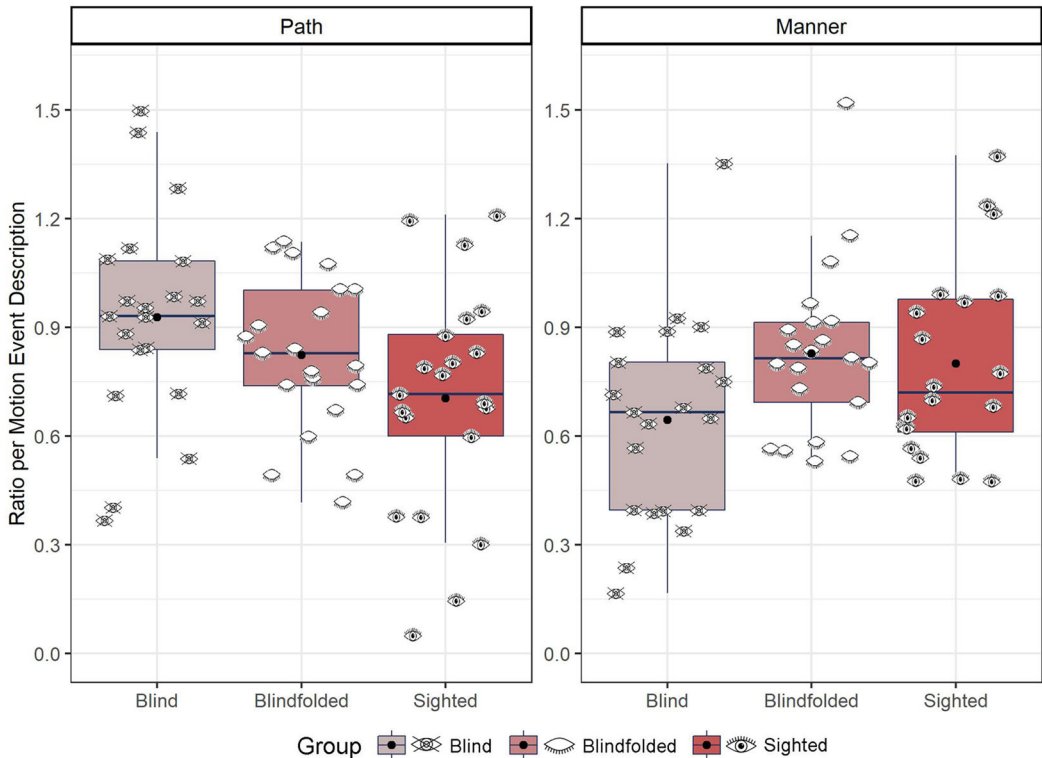 Path
Manner
Ratio per Motion Event Description
1.5
1.2
0.9
0.6
0.3
0.0
1.5
1.2
0.9
0.6
0.3
0.0
Blind Blindfolded Sighted
Blind Blindfolded Sighted
Group Blind Blindfolded Sighted